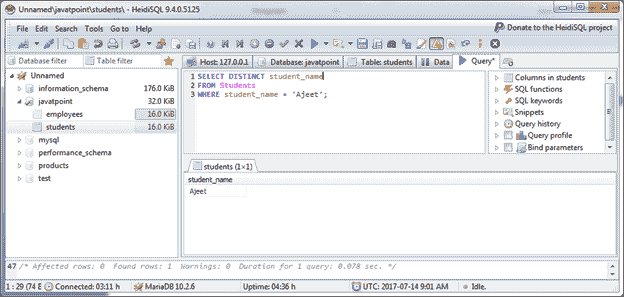 Unnamed\javatpoint\students\ - HeidiSQL 9.4.0.5125
File Edit Search Tools Go to Help
Donate to the HeidiSQL project
Database filter Table filter
Host: 127.0.0.1 Database: javatpoint Table: students Data Query*
Unnamed
information_schema 176.0 KiB
javatpoint 32.0 KiB
employees 16.0 KiB
students 16.0 KiB
mysql
performance_schema
products
test
1 SELECT DISTINCT student_name
2 FROM Students
3 WHERE student_name = 'Ajeet';
Columns in students
SQL functions
SQL keywords
Snippets
Query history
Query profile
Bind parameters
students (1×1)
student_name
Ajeet
47 /* Affected rows: 0 Found rows: 1 Warnings: 0 Duration for 1 query: 0.078 sec. */
1 : 29 (74 B Connected: 03:11 h MariaDB 10.2.6 Uptime: 04:36 h UTC: 2017-07-14 9:01 AM Idle.